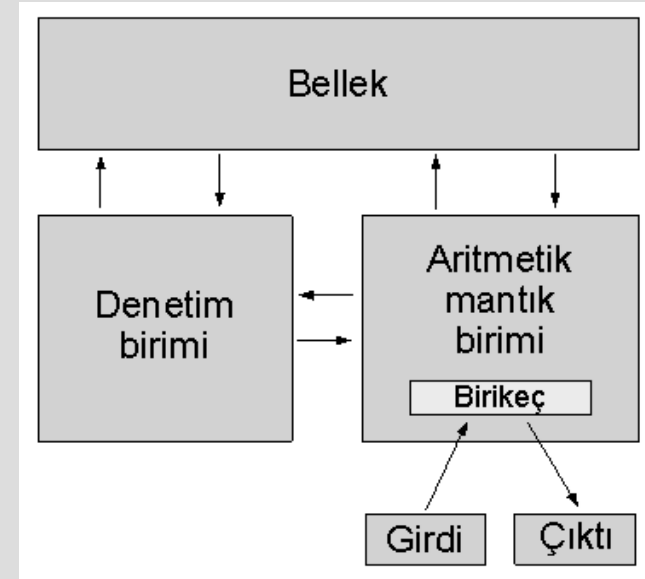 Bellek
Denetim
birimi
Aritmetik
mantık
birimi
Birikeç
Girdi
Çıktı